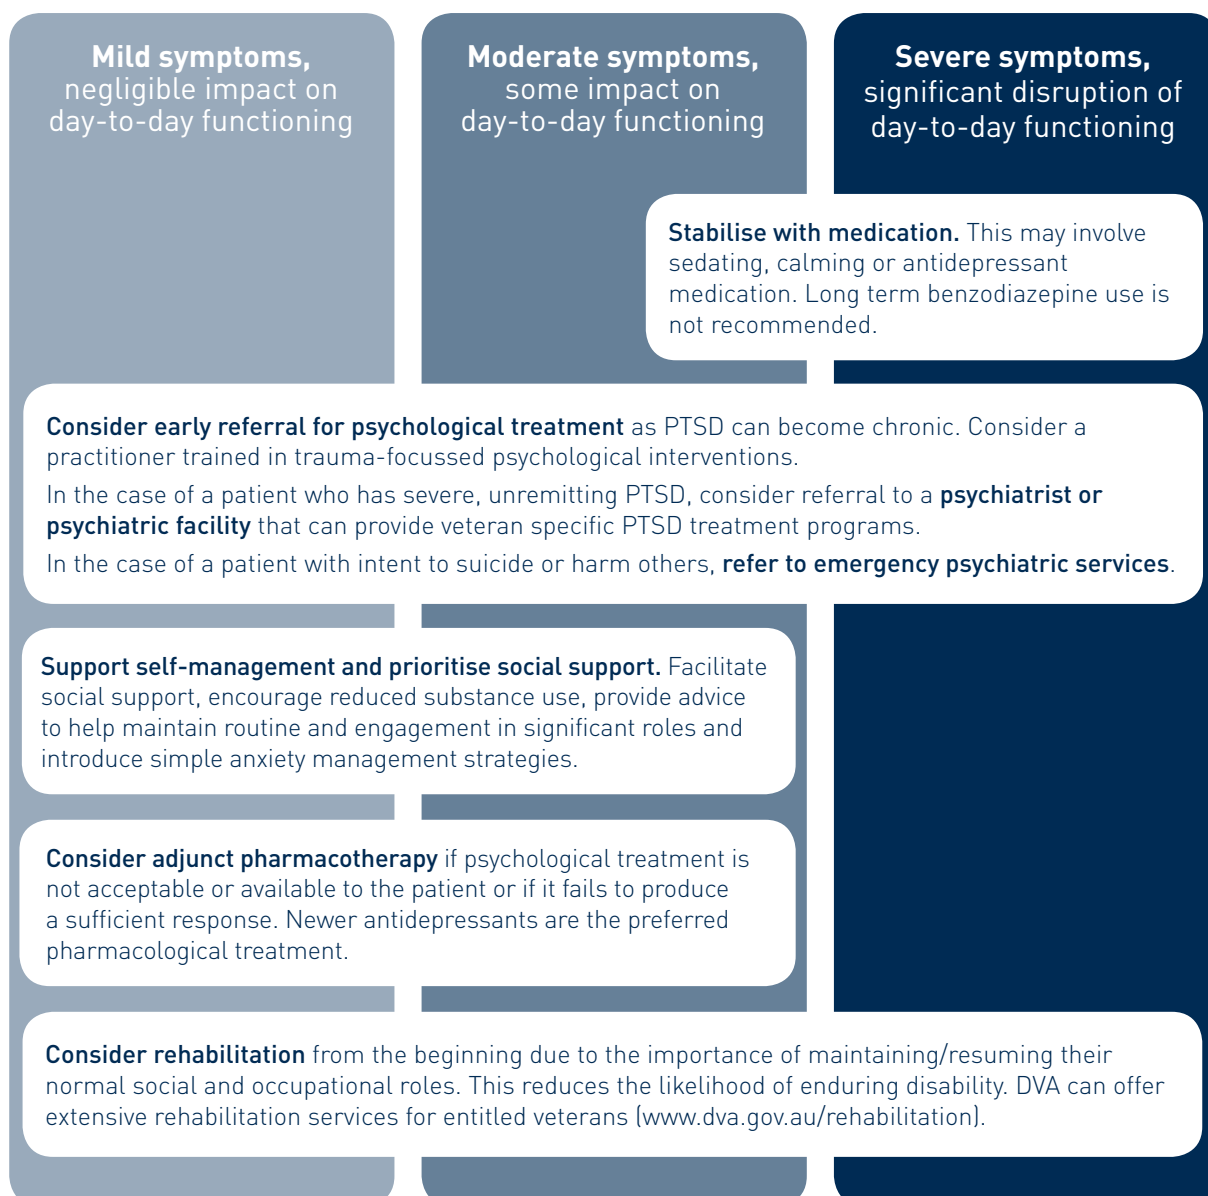 Mild symptoms,
negligible impact on
day-to-day functioning
Moderate symptoms,
some impact on
day-to-day functioning
Severe symptoms,
significant disruption of
day-to-day functioning
Stabilise with medication. This may involve
sedating, calming or antidepressant
medication. Long term benzodiazepine use is
not recommended.
Consider early referral for psychological treatment as PTSD can become chronic. Consider a
practitioner trained in trauma-focussed psychological interventions.
In the case of a patient who has severe, unremitting PTSD, consider referral to a psychiatrist or
psychiatric facility that can provide veteran specific PTSD treatment programs.
In the case of a patient with intent to suicide or harm others, refer to emergency psychiatric services.
Support self-management and prioritise social support. Facilitate
social support, encourage reduced substance use, provide advice
to help maintain routine and engagement in significant roles and
introduce simple anxiety management strategies.
Consider adjunct pharmacotherapy if psychological treatment is
not acceptable or available to the patient or if it fails to produce
a sufficient response. Newer antidepressants are the preferred
pharmacological treatment.
Consider rehabilitation from the beginning due to the importance of maintaining/resuming their
normal social and occupational roles. This reduces the likelihood of enduring disability. DVA can offer
extensive rehabilitation services for entitled veterans (www.dva.gov.au/rehabilitation).